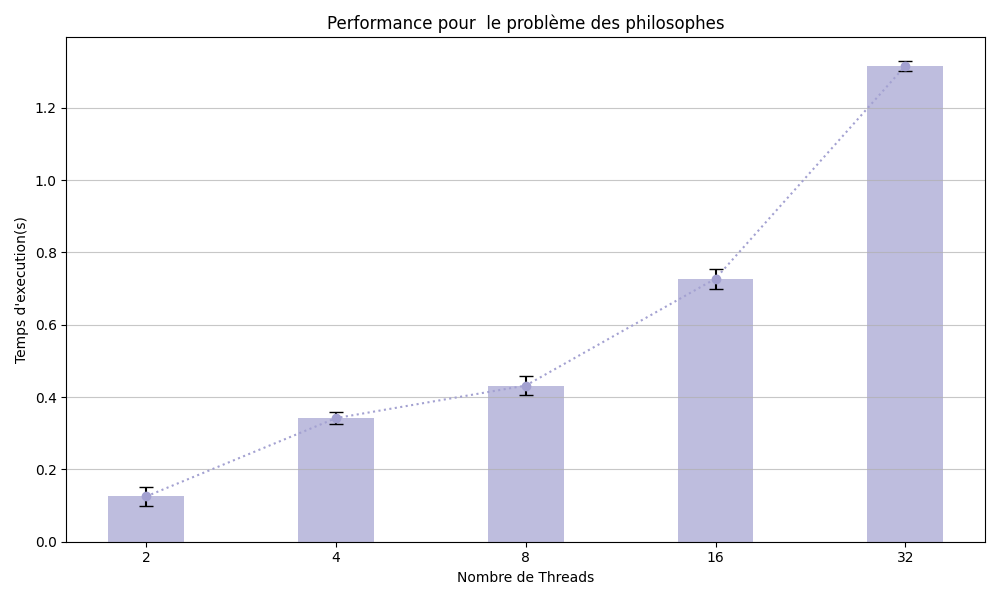 Performance pour  le problème des philosophes
Temps d'execution(s)
1.2
1.0
0.8
0.6
0.4
0.2
0.0
2 4 8 16 32
Nombre de Threads